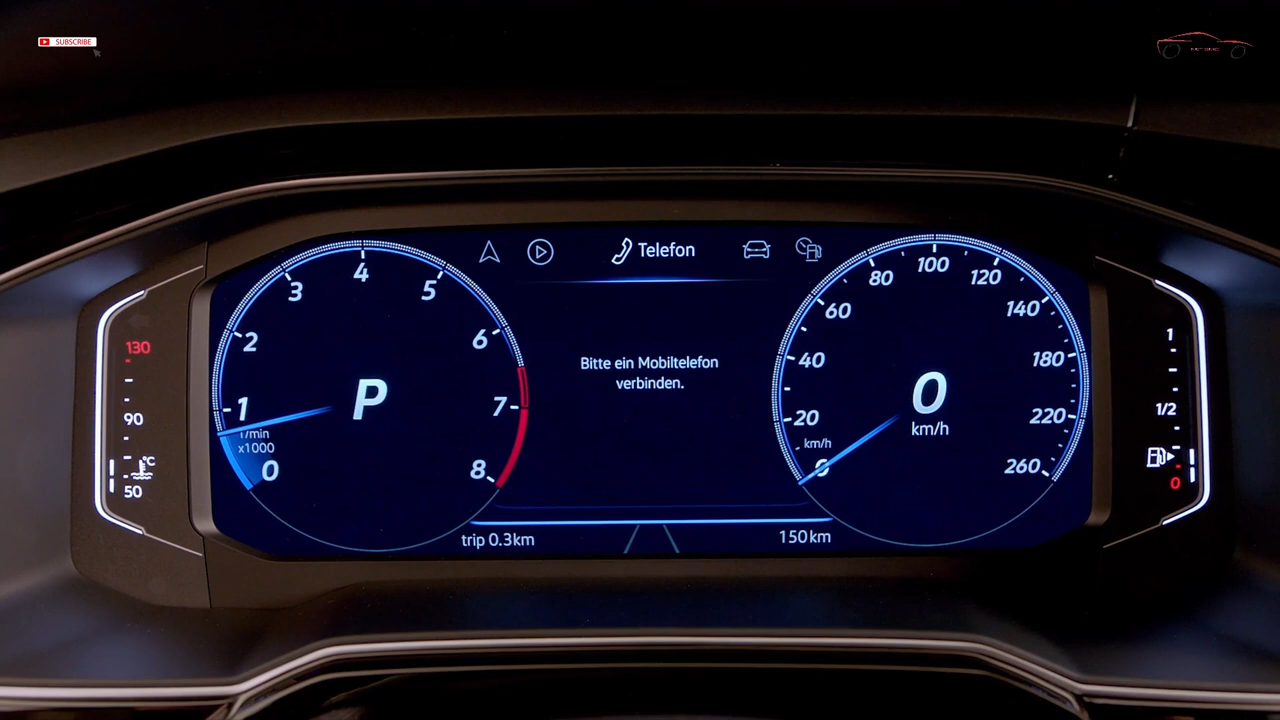 SUBSCRIBE
Telefon
4
3
5
2
6
1
7
1/min
x1000
0
8
P
Bitte ein Mobiltelefon
verbinden.
100
80
120
60
140
40
180
20
220
km/h
0
260
0
km/h
130
90
°C
50
1
1/2
0
trip 0.3km
150km